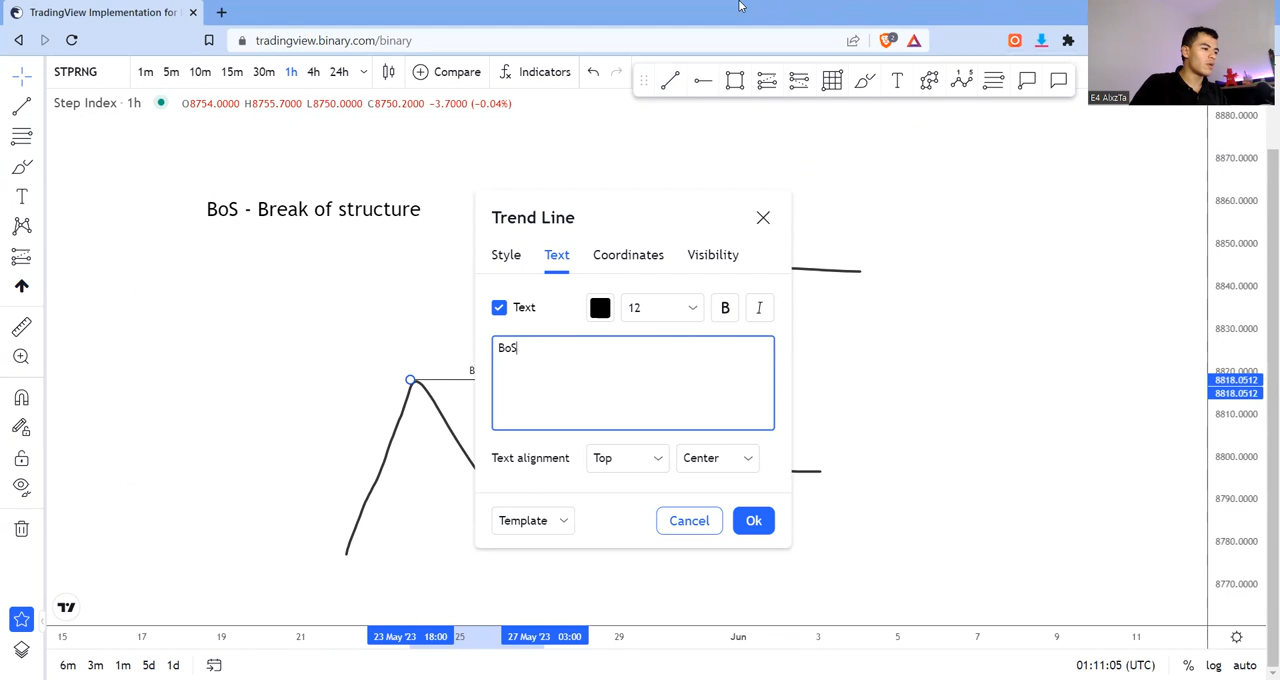 TradingView Implementation for
tradingview.binary.com/binary
2
E4 AlxzTa
STPRNG
1m 5m 10m 15m 30m 1h 4h 24h
Compare
Indicators
Step Index · 1h
O8754.0000 H8755.7000 L8750.0000 C8750.2000 −3.7000 (−0.04%)
BoS - Break of structure
Trend Line
Style Text Coordinates Visibility
Text
12
B
I
BoS
B
Text alignment
Top
Center
Template
Cancel
Ok
8880.0000
8870.0000
8860.0000
8850.0000
8840.0000
8830.0000
8820.0000
8818.0512
8818.0512
8810.0000
8800.0000
8790.0000
8780.0000
8770.0000
15 17 19 21 23 May '23 18:00 25 27 May '23 03:00 29 Jun 3 5 7 9 11
6m 3m 1m 5d 1d
01:11:05 (UTC)
% log auto